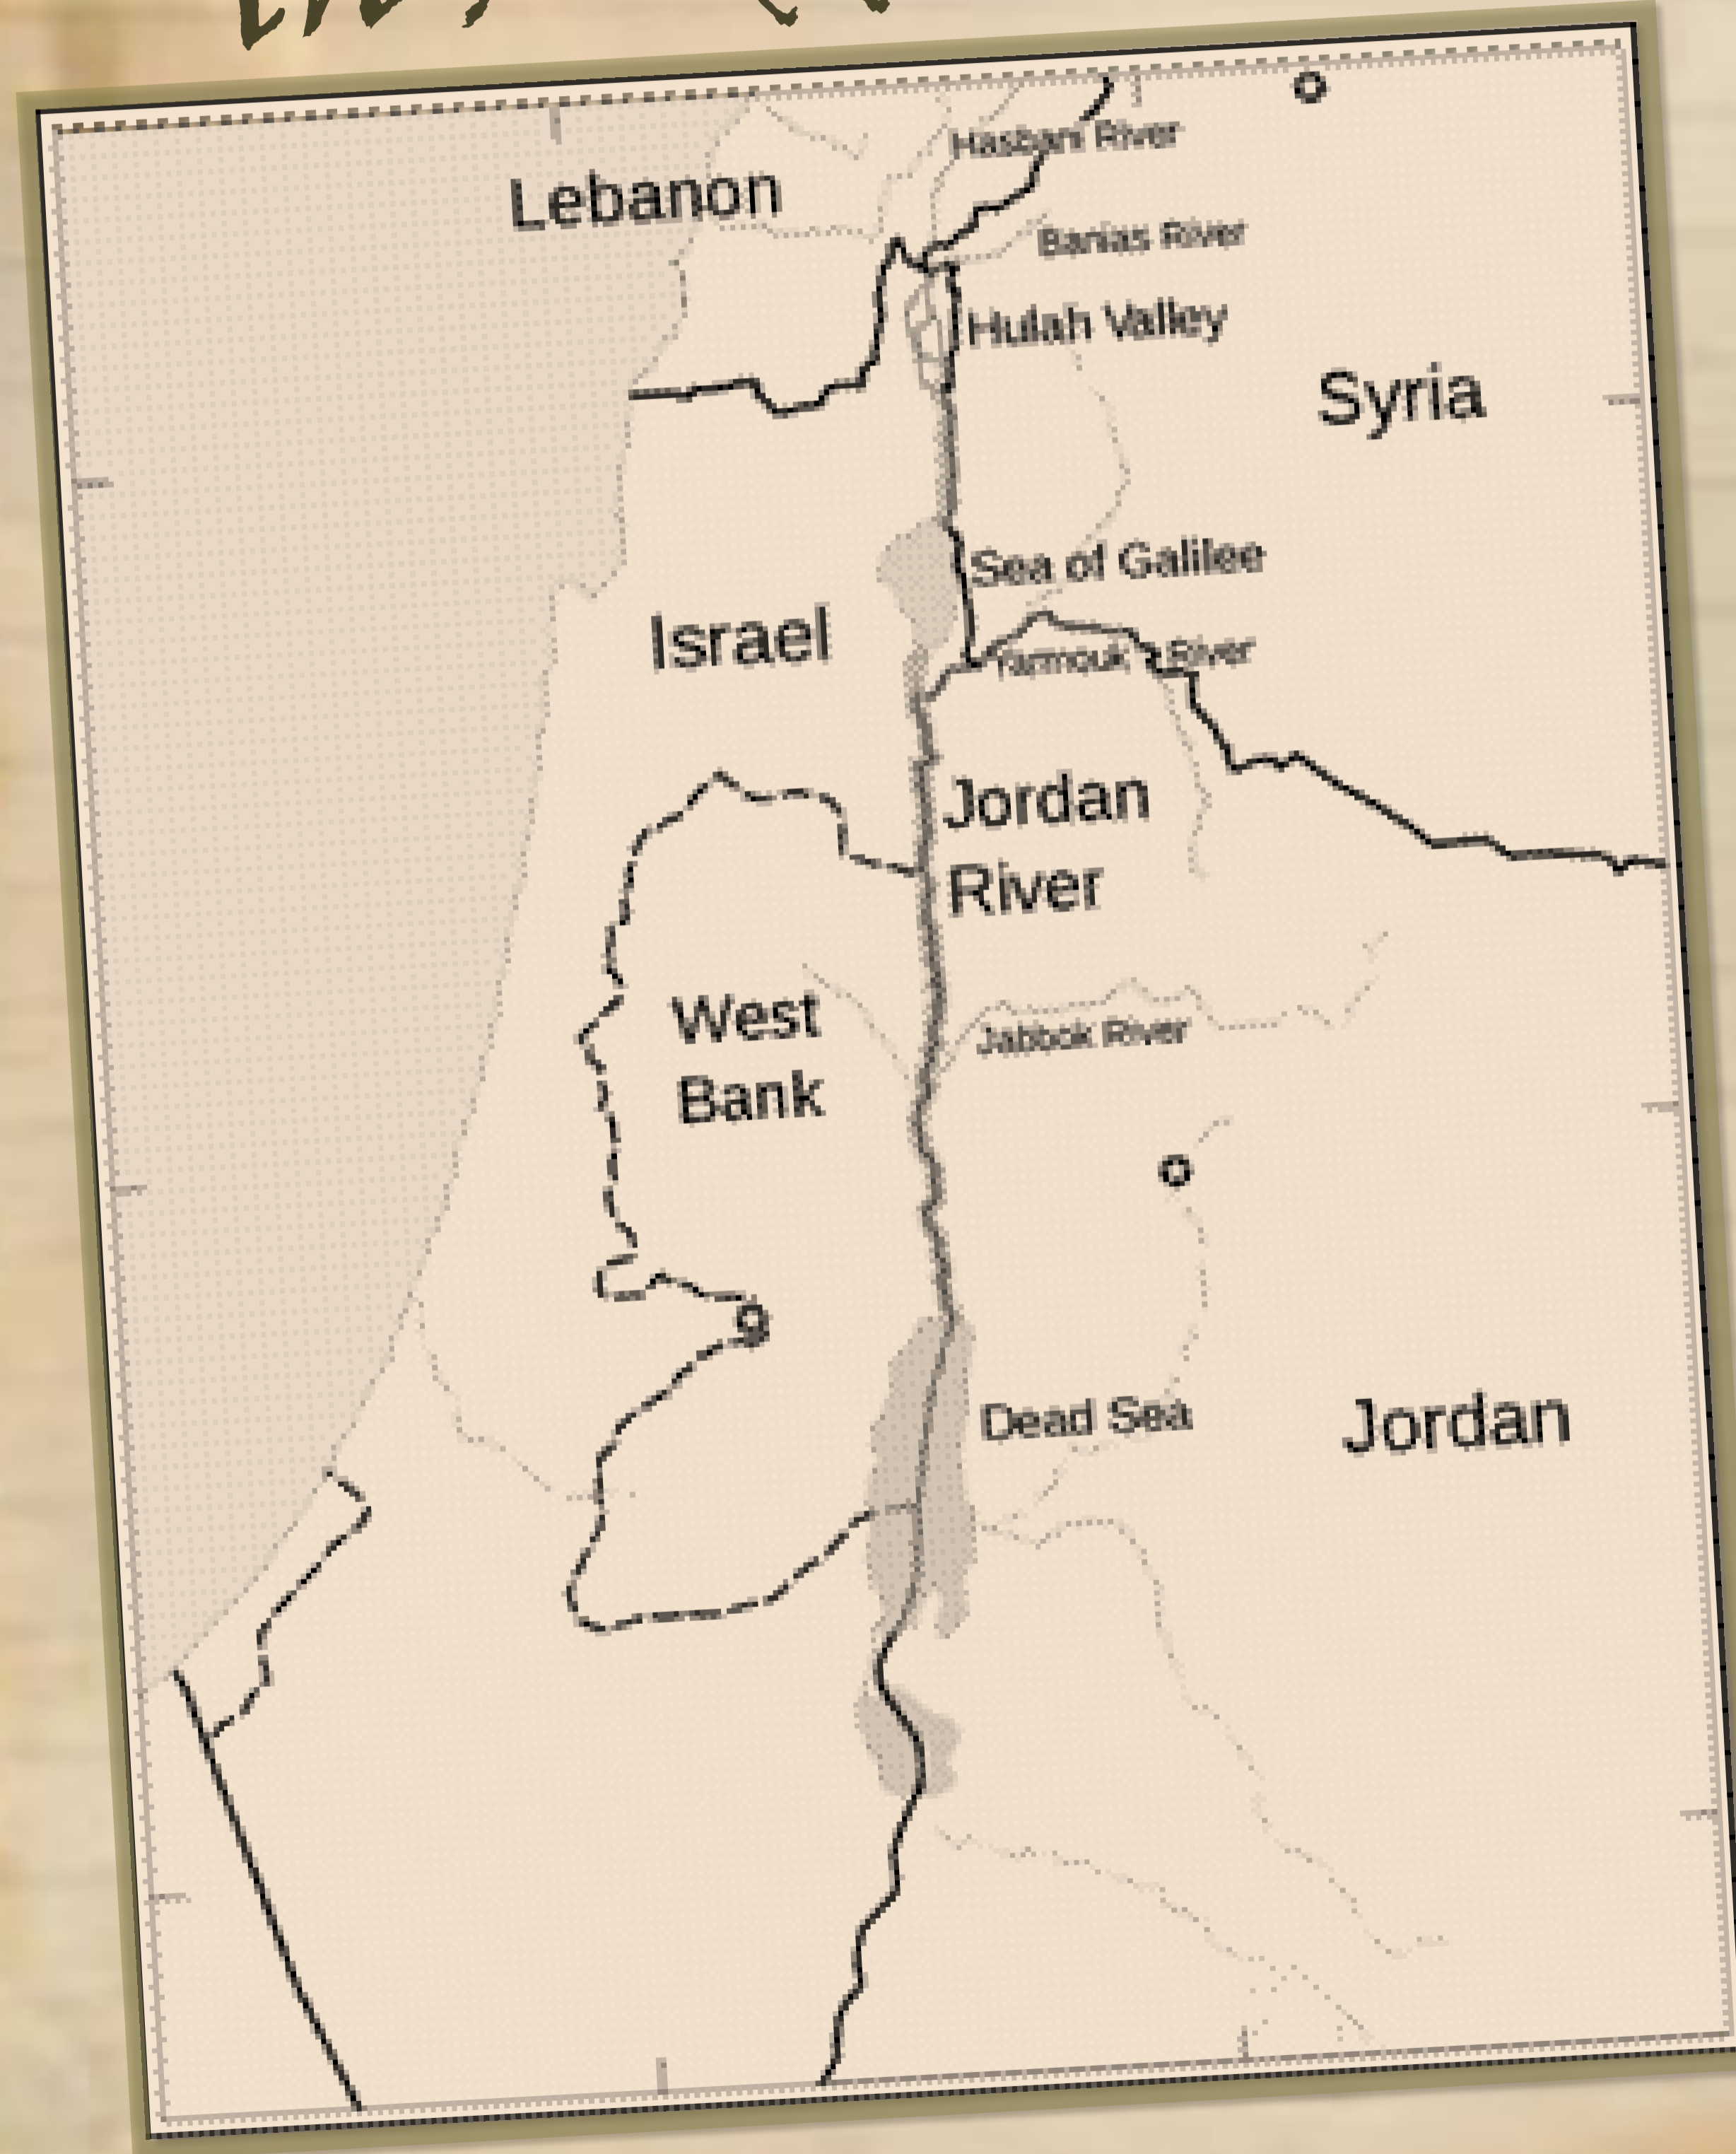 Hasbani River
Lebanon
Banias River
Hulah Valley
Syria
Sea of Galilee
Israel
Yarmouk River
Jordan
River
West
Bank
Jabbok River
Dead Sea
Jordan